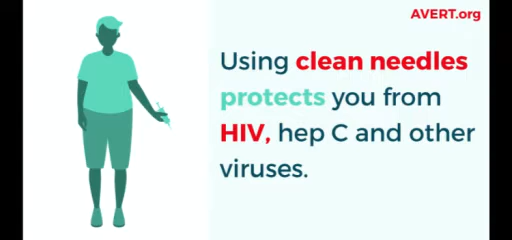 AVERT.org
Using clean needles
protects you from
HIV, hep C and other
viruses.